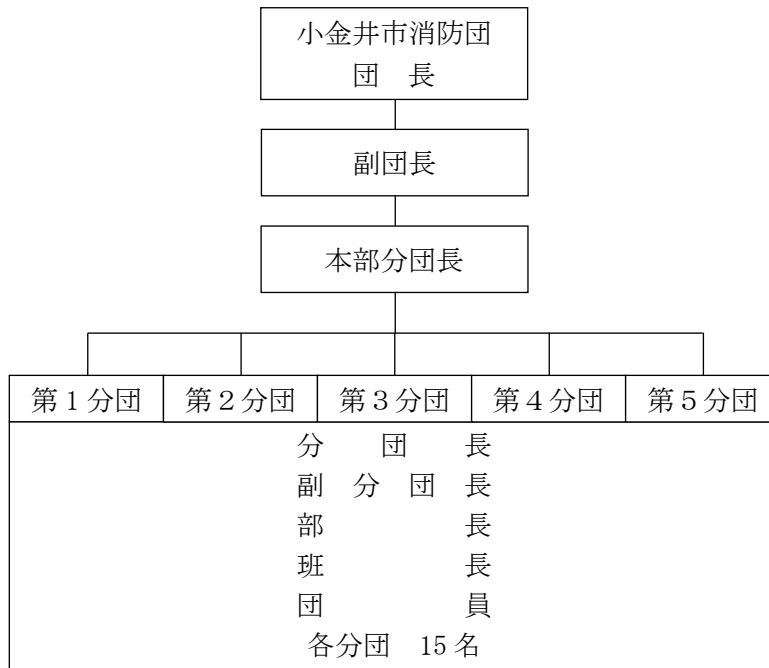 小金井市消防団
団　長
副団長
本部分団長
第１分団　第２分団　第３分団　第４分団　第５分団
分　団　長
副　分　団　長
部　　　長
班　　　長
団　　　員
各分団　15 名